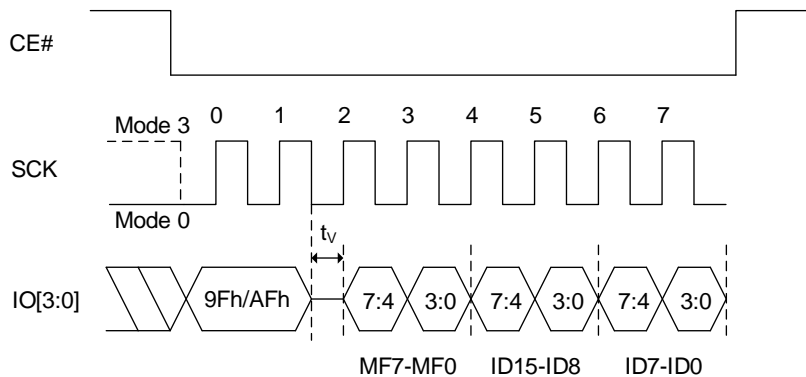 CE#
0 1 2 3 4 5 6 7
Mode 3
SCK
Mode 0
tV
IO[3:0] 9Fh/AFh 7:4 3:0 7:4 3:0 7:4 3:0
MF7-MF0 ID15-ID8 ID7-ID0